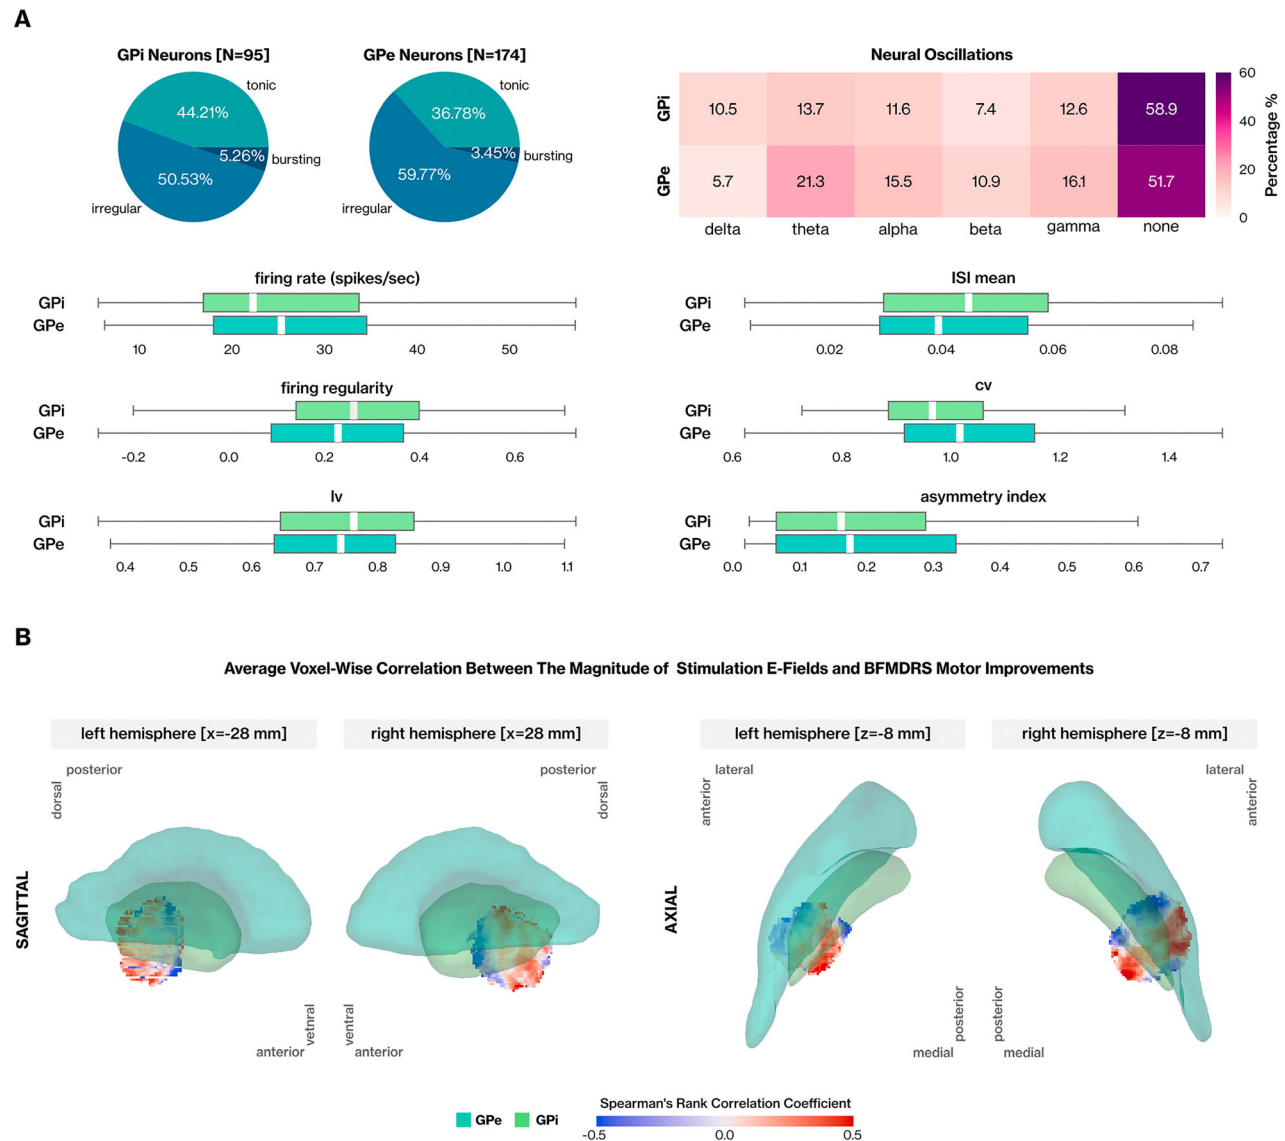 A
GPi Neurons [N=95]
GPe Neurons [N=174]
Neural Oscillations
tonic
44.21%
5.26%
bursting
50.53%
irregular
tonic
36.78%
3.45%
bursting
59.77%
irregular
GPi
10.5 13.7 11.6 7.4 12.6 58.9
GPe
5.7 21.3 15.5 10.9 16.1 51.7
delta theta alpha beta gamma none
60
40
20
0
Percentage %
firing rate (spikes/sec)
GPi
GPe
10 20 30 40 50
ISI mean
GPi
GPe
0.02 0.04 0.06 0.08
firing regularity
GPi
GPe
-0.2 0.0 0.2 0.4 0.6
cv
GPi
GPe
0.6 0.8 1.0 1.2 1.4
lv
GPi
GPe
0.4 0.5 0.6 0.7 0.8 0.9 1.0 1.1
asymmetry index
GPi
GPe
0.0 0.1 0.2 0.3 0.4 0.5 0.6 0.7
B
Average Voxel-Wise Correlation Between The Magnitude of Stimulation E-Fields and BFMDRS Motor Improvements
left hemisphere [x=-28 mm]
right hemisphere [x=28 mm]
left hemisphere [z=-8 mm]
right hemisphere [z=-8 mm]
posterior
dorsal
posterior
dorsal
lateral
anterior
lateral
anterior
SAGITTAL
AXIAL
vetnral
anterior
ventral
anterior
posterior
medial
posterior
medial
GPe
GPi
Spearman's Rank Correlation Coefficient
-0.5 0.0 0.5